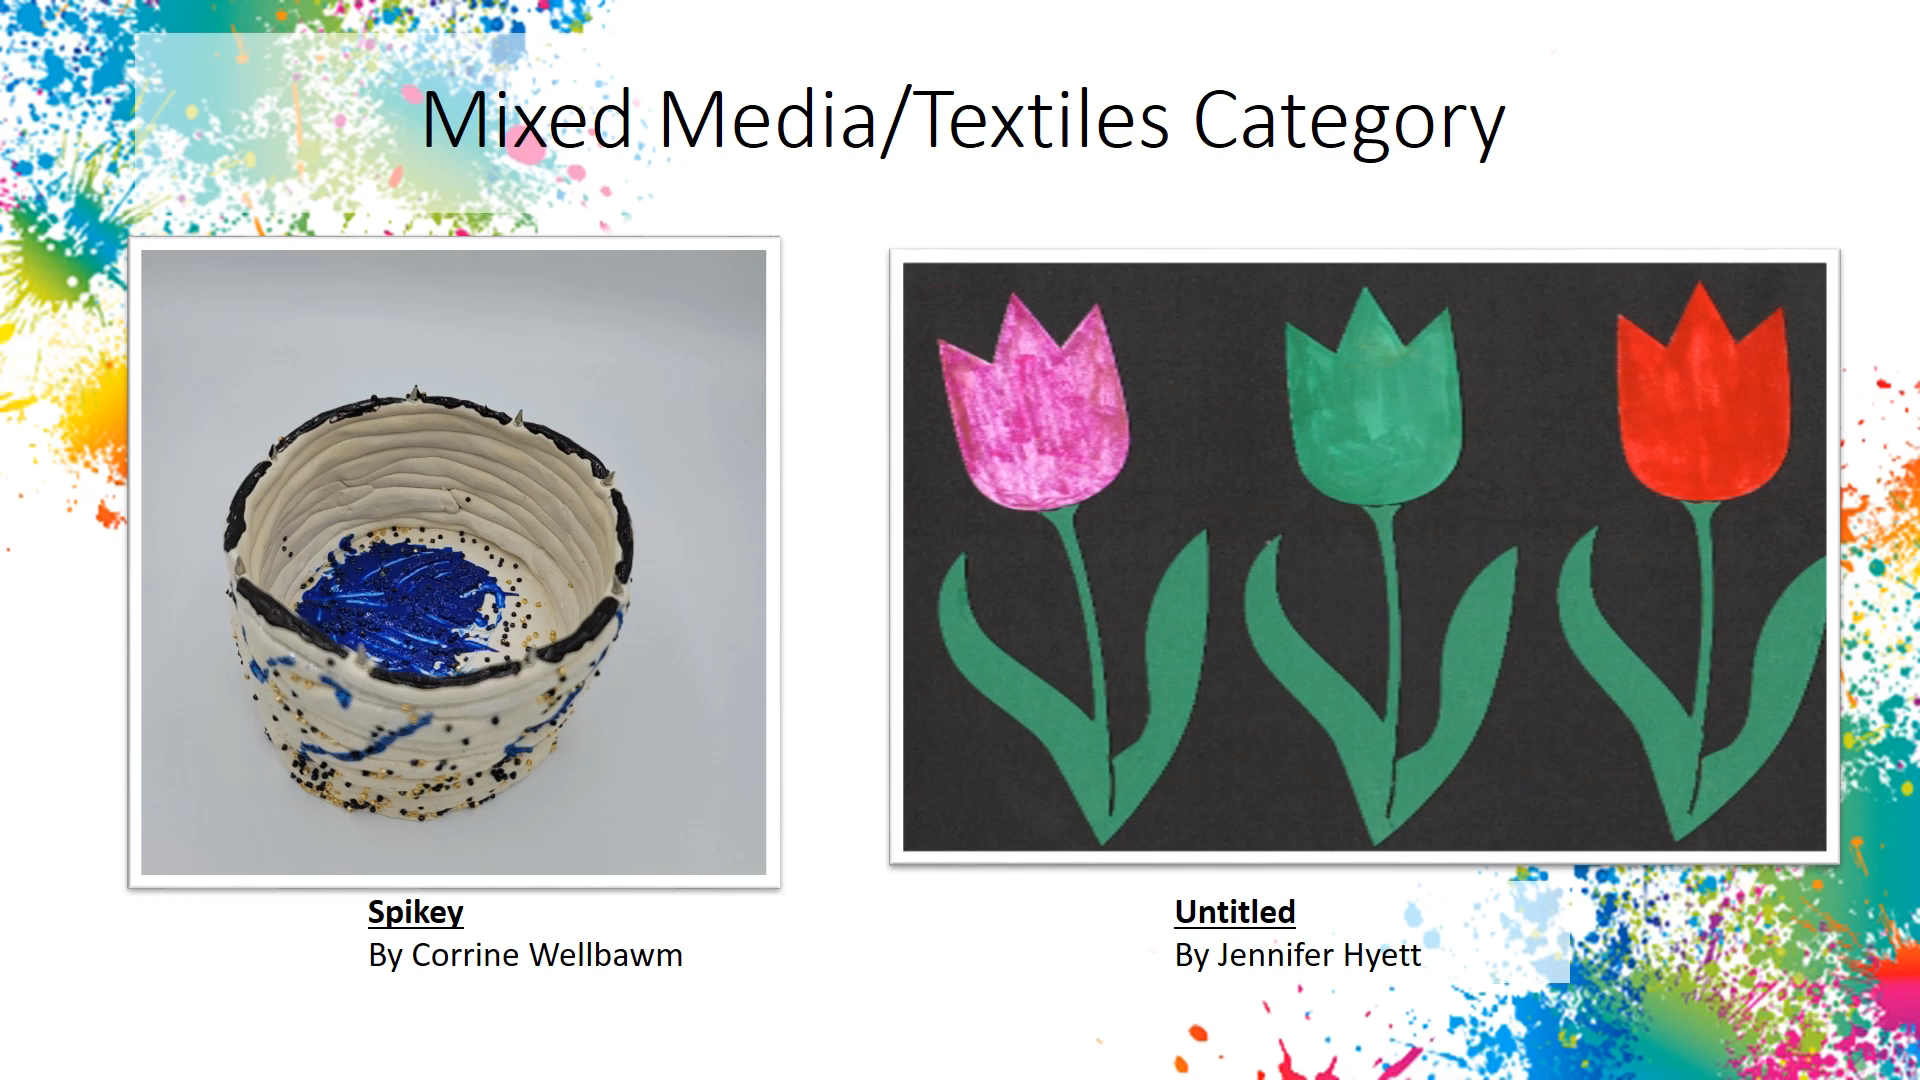 Mixed Media/Textiles Category
Spikey
By Corrine Wellbawm
Untitled
By Jennifer Hyett